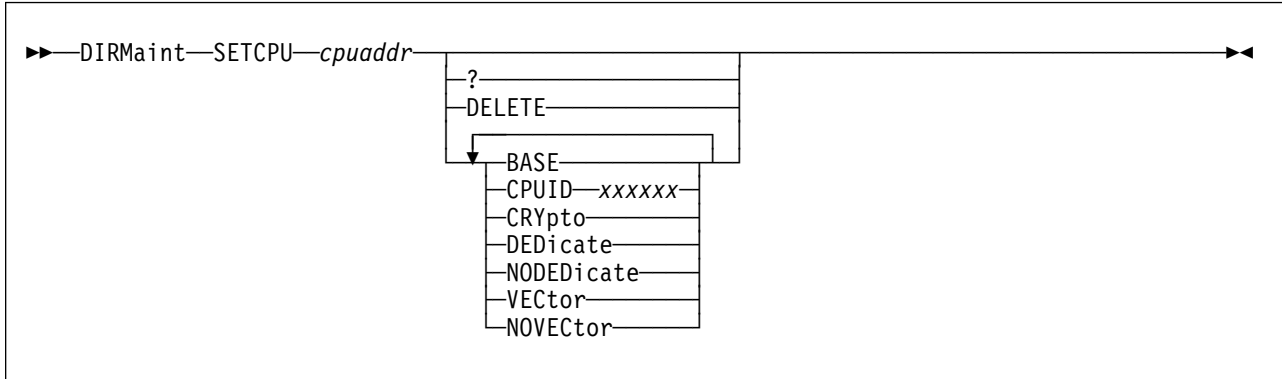 DIRMaint SETCPU cpuaddr
?
DELETE
BASE
CPUID xxxxxx
CRYpto
DEDicate
NODEDicate
VECtor
NOVECtor